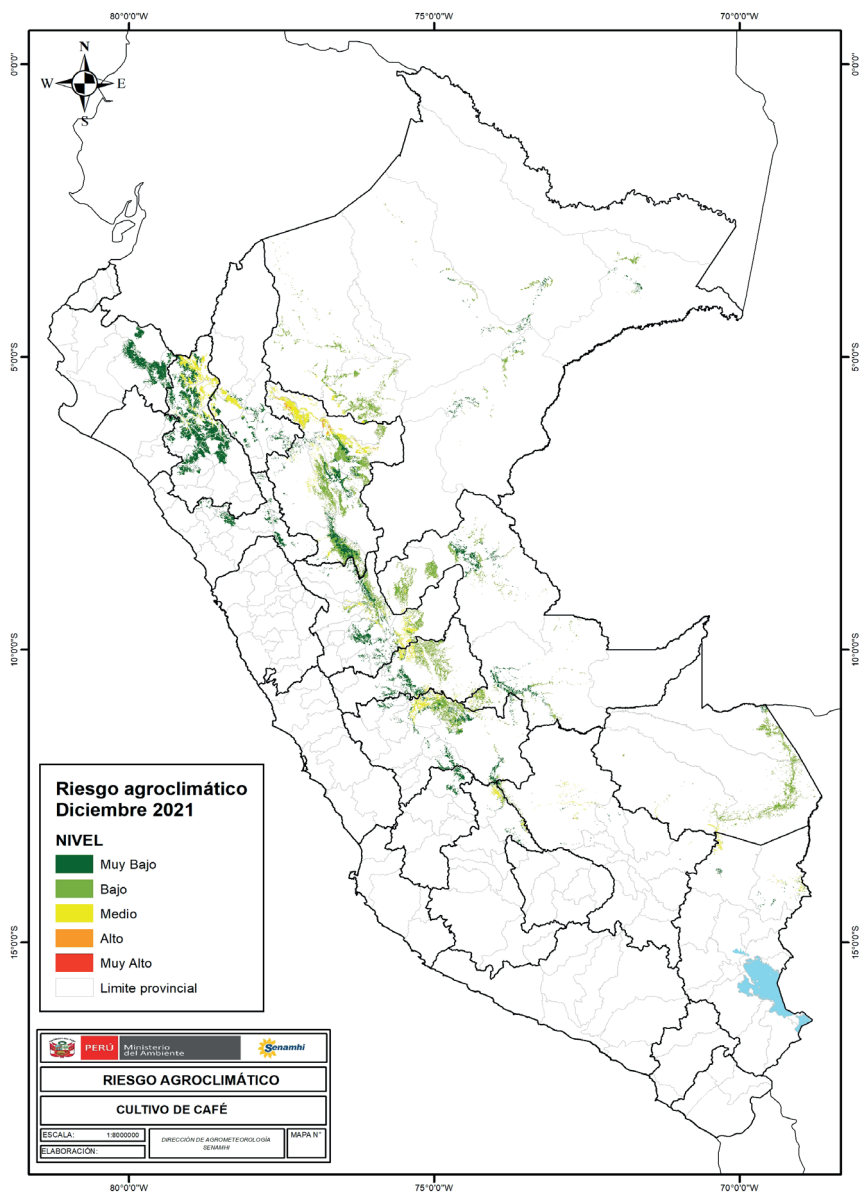 80°0'0"W 75°0'0"W 70°0'0"W
N
W E
S
0°0'0" 0°0'0"
5°0'0"S 5°0'0"S
10°0'0"S 10°0'0"S
15°0'0"S 15°0'0"S
Riesgo agroclimático
Diciembre 2021
NIVEL
Muy Bajo
Bajo
Medio
Alto
Muy Alto
Limite provincial
PERÚ Ministerio
del Ambiente
Senamhi
RIESGO AGROCLIMÁTICO
CULTIVO DE CAFÉ
ESCALA: 1:8000000
ELABORACIÓN:
DIRECCIÓN DE AGROMETEOROLOGÍA
SENAMHI
MAPA N°
80°0'0"W 75°0'0"W 70°0'0"W